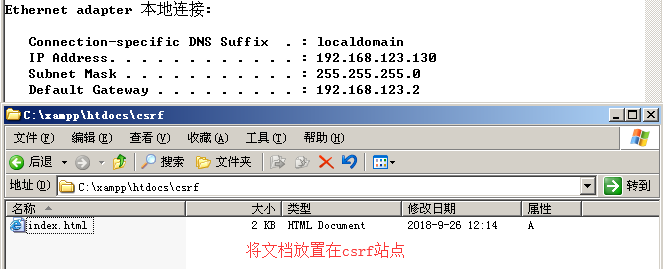 Ethernet adapter 本地连接:
Connection-specific DNS Suffix  . : localdomain
IP Address. . . . . . . . . . . . : 192.168.123.130
Subnet Mask . . . . . . . . . . . : 255.255.255.0
Default Gateway . . . . . . . . . : 192.168.123.2
C:\xampp\htdocs\csrf
文件(F) 编辑(E) 查看(V) 收藏(A) 工具(T) 帮助(H)
后退 搜索 文件夹
地址(D) C:\xampp\htdocs\csrf 转到
名称 大小 类型 修改日期 属性
index.html 2 KB HTML Document 2018-9-26 12:14 A
将文档放置在csrf站点